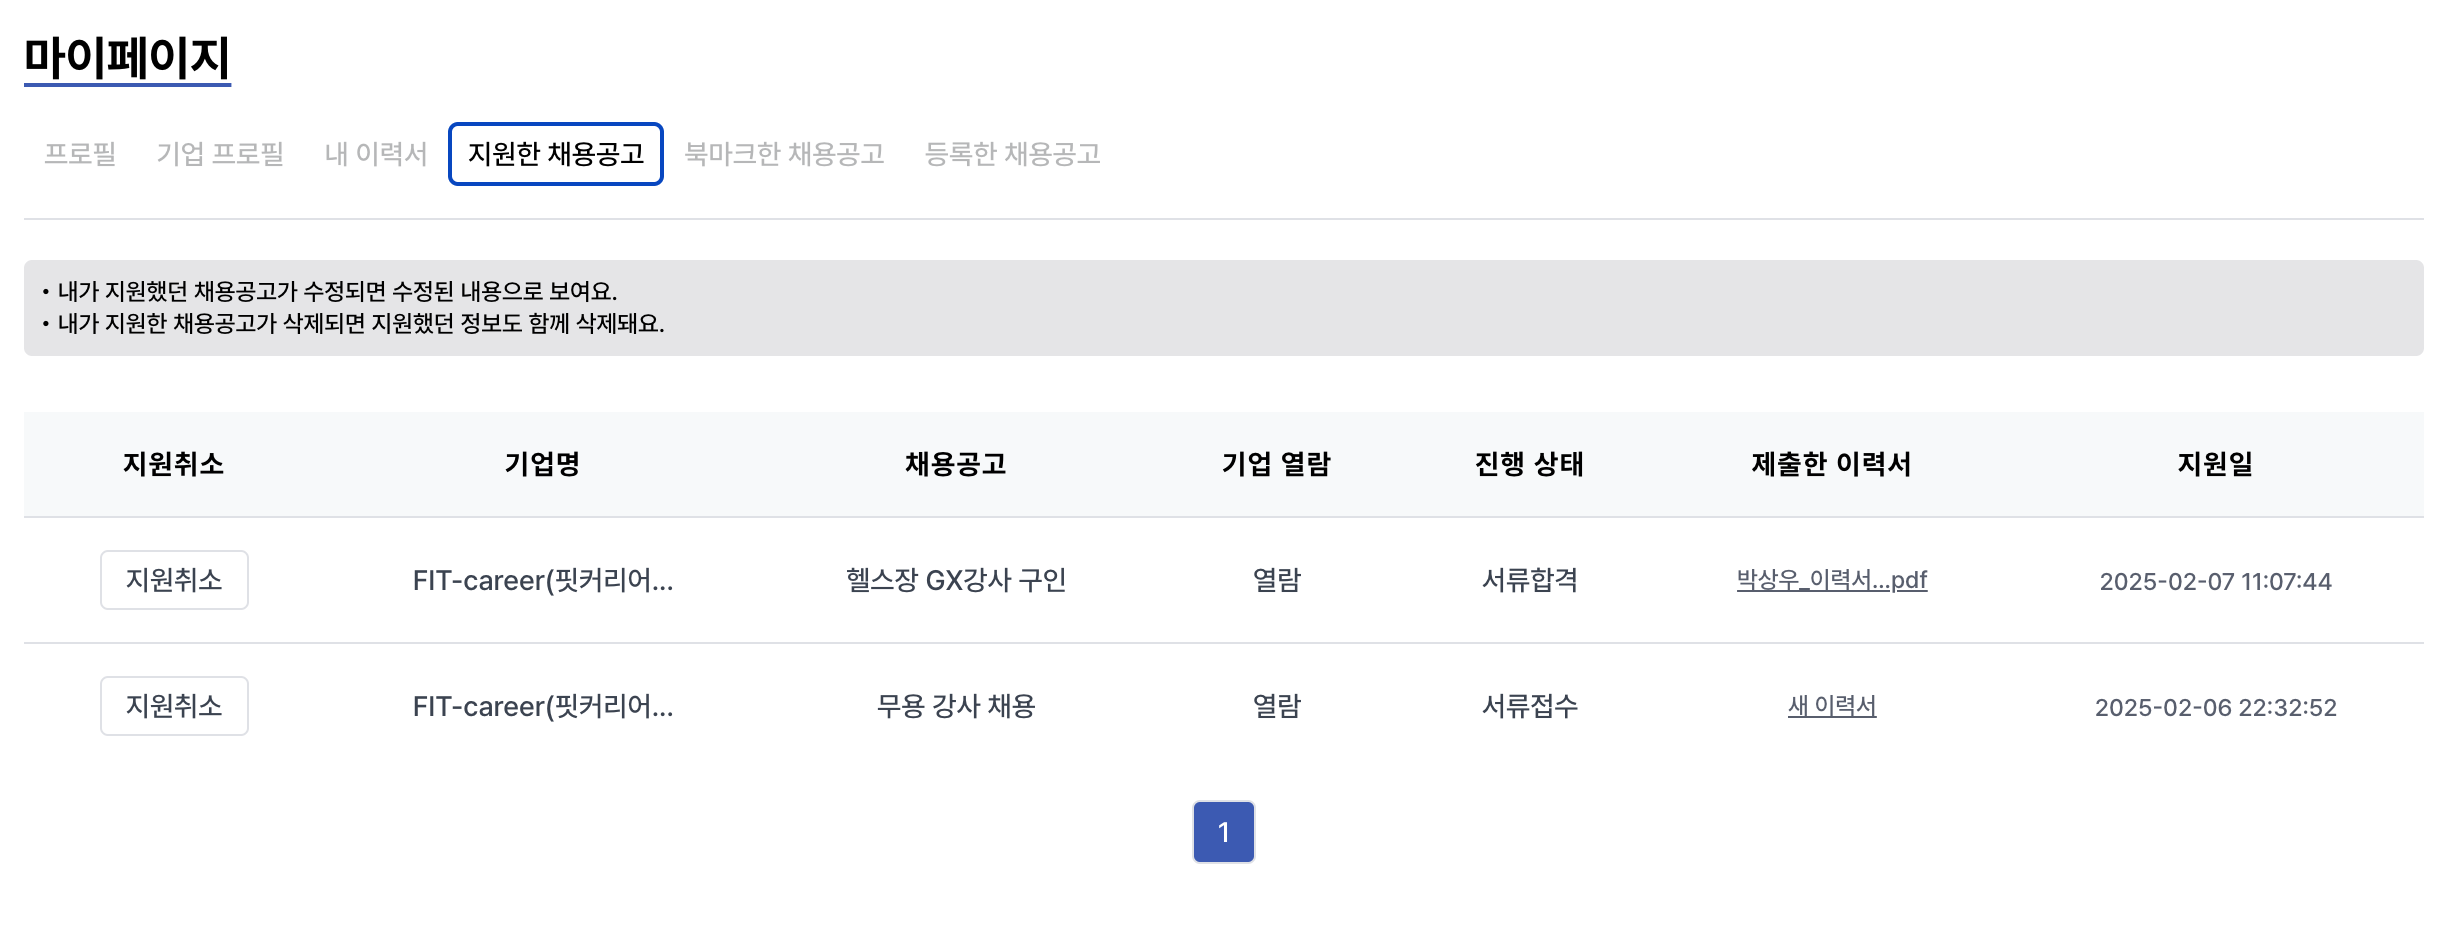 마이페이지
프로필 기업 프로필 내 이력서 지원한 채용공고 북마크한 채용공고 등록한 채용공고
• 내가 지원했던 채용공고가 수정되면 수정된 내용으로 보여요.
• 내가 지원한 채용공고가 삭제되면 지원했던 정보도 함께 삭제돼요.
지원취소 기업명 채용공고 기업 열람 진행 상태 제출한 이력서 지원일
지원취소 FIT-career(핏커리어... 헬스장 GX강사 구인 열람 서류합격 박상우_이력서...pdf 2025-02-07 11:07:44
지원취소 FIT-career(핏커리어... 무용 강사 채용 열람 서류접수 새 이력서 2025-02-06 22:32:52
1